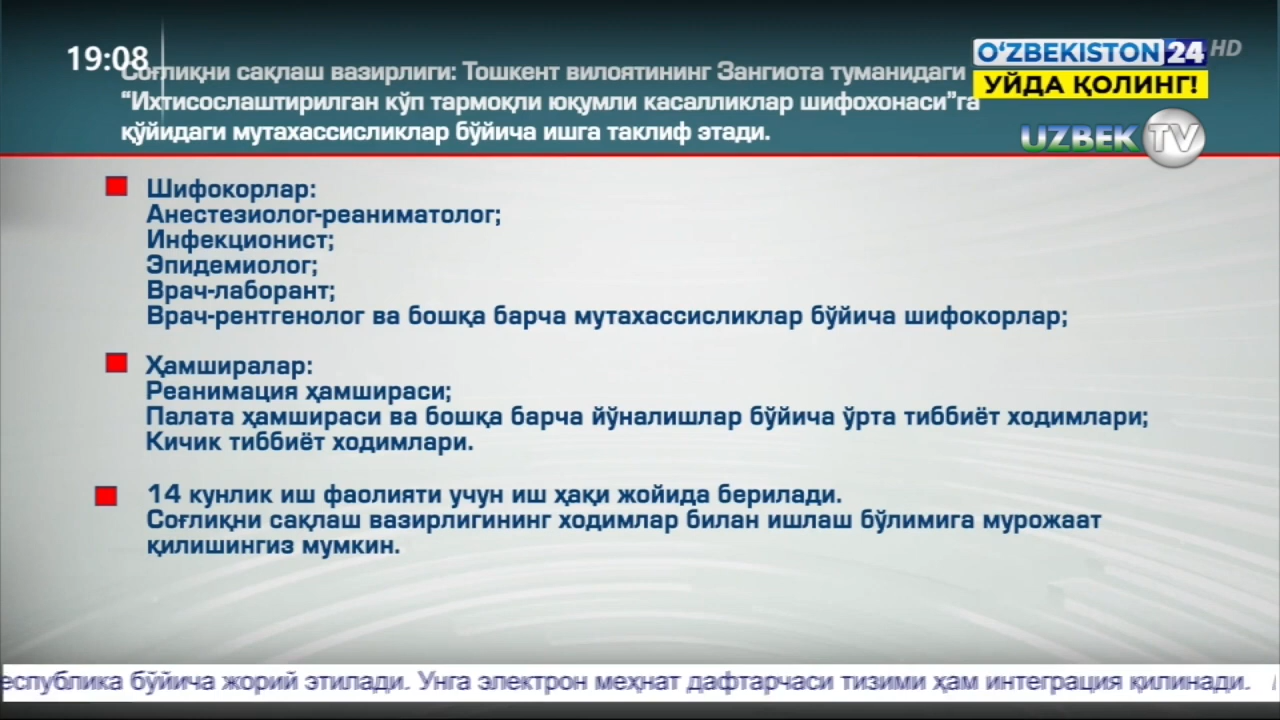 19:08
O‘ZBEKISTON 24 HD
УЙДА ҚОЛИНГ!
UZBEK TV
Соғлиқни сақлаш вазирлиги: Тошкент вилоятининг Зангиота туманидаги
“Ихтисослаштирилган кўп тармоқли юқумли касалликлар шифохонаси”га
қўйидаги мутахассисликлар бўйича ишга таклиф этади.
Шифокорлар:
Анестезиолог-реаниматолог;
Инфекционист;
Эпидемиолог;
Врач-лаборант;
Врач-рентгенолог ва бошқа барча мутахассисликлар бўйича шифокорлар;
Ҳамширалар:
Реанимация ҳамшираси;
Палата ҳамшираси ва бошқа барча йўналишлар бўйича ўрта тиббиёт ходимлари;
Кичик тиббиёт ходимлари.
14 кунлик иш фаолияти учун иш ҳақи жойида берилади.
Соғлиқни сақлаш вазирлигининг ходимлар билан ишлаш бўлимига мурожаат
қилишингиз мумкин.
еспублика бўйича жорий этилади. Унга электрон меҳнат дафтарчаси тизими ҳам интеграция қилинади.